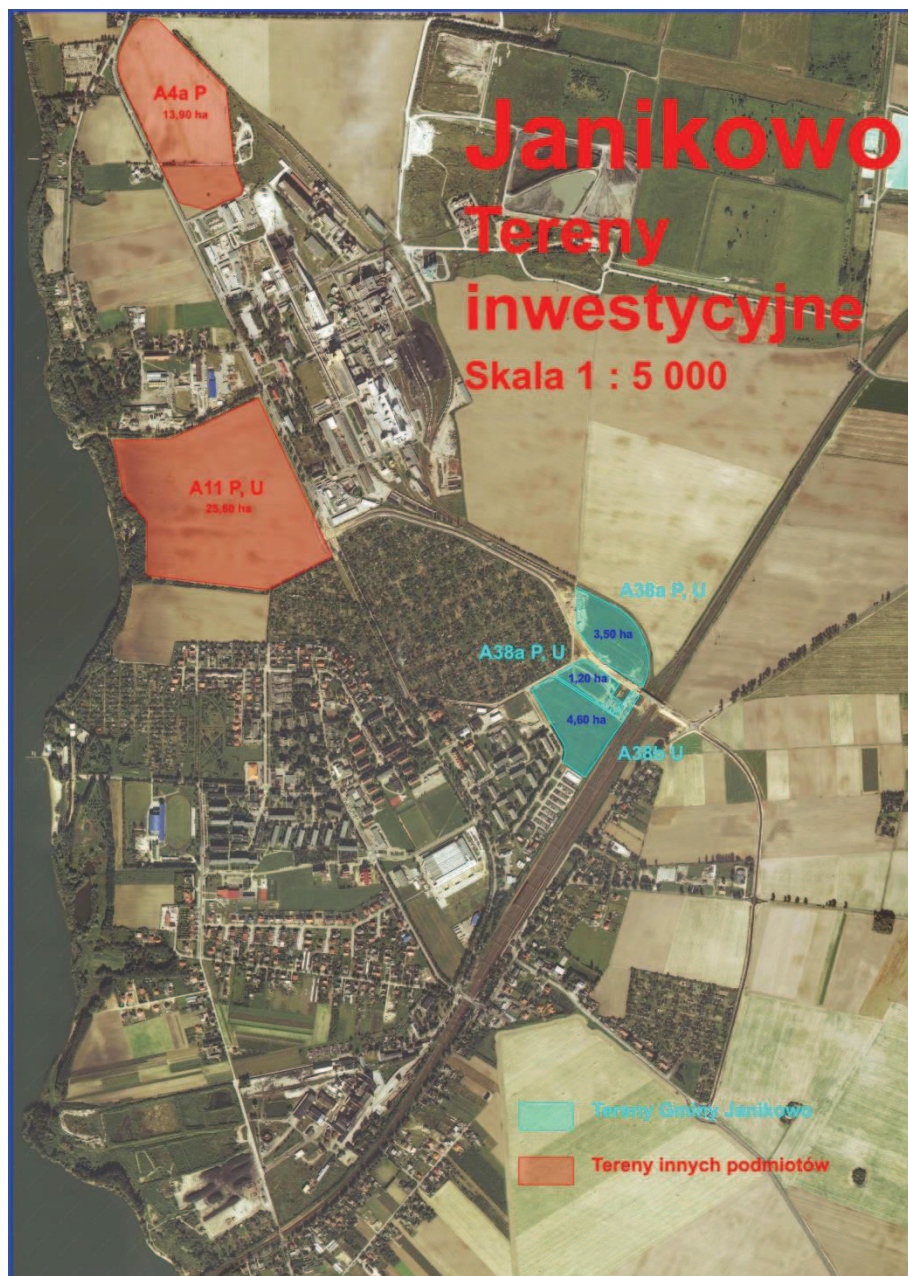 A4a P
13,90 ha
Janikowo
Tereny
inwestycyjne
Skala 1 : 5 000
A11 P, U
25,60 ha
A38a P, U
3,50 ha
A38a P, U
1,20 ha
4,60 ha
A38b U
Tereny Gminy Janikowo
Tereny innych podmiotów